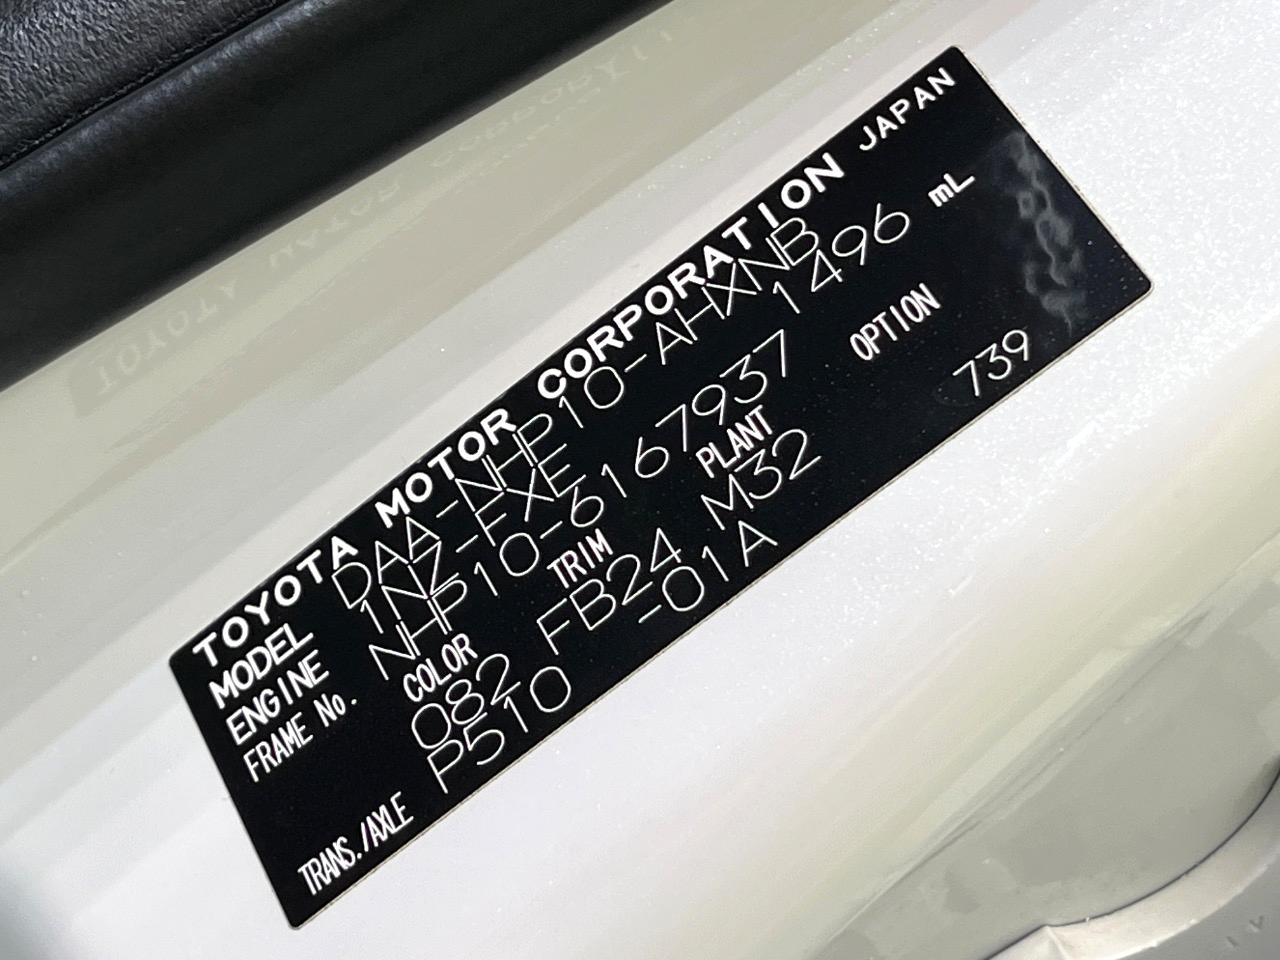 TOYOTA MOTOR CORPORATION JAPAN
MODEL DAA-NHP10-AHXNB
ENGINE 1NZ-FXE 1496 mL
FRAME No. NHP10-6167937
COLOR TRIM PLANT OPTION
082 FB24 M32 739
TRANS./AXLE P510 -01A